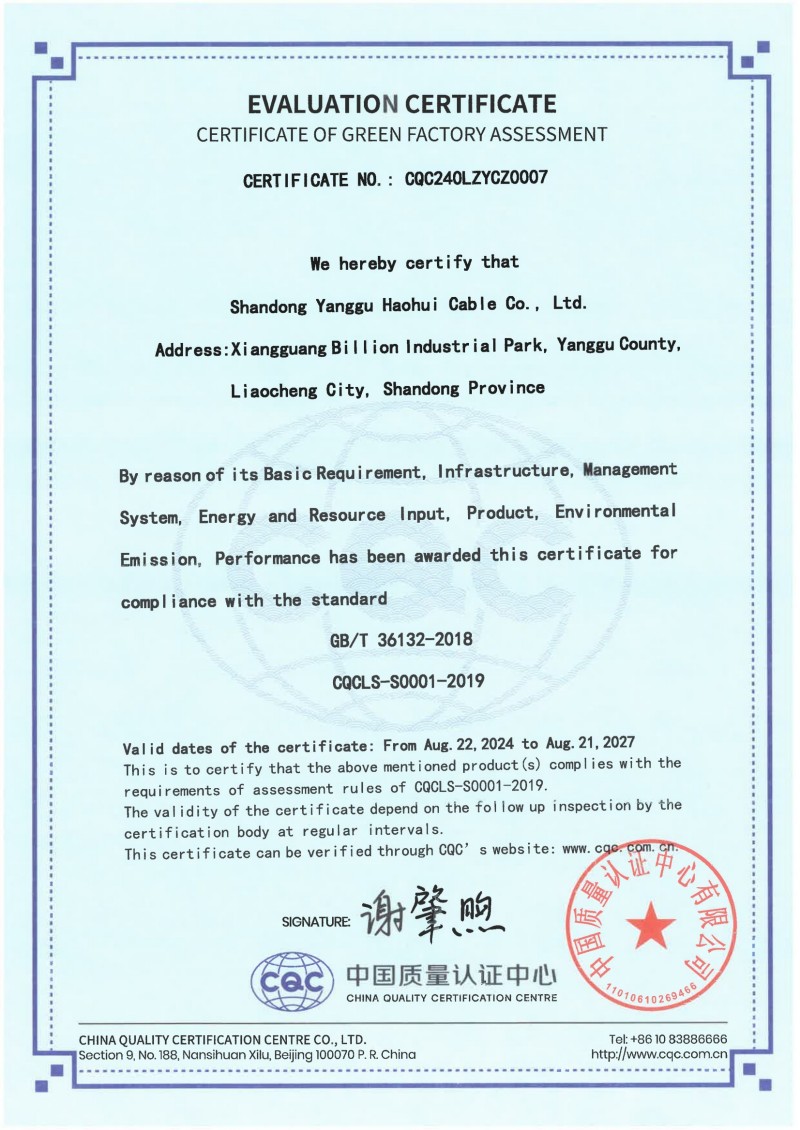 EVALUATION CERTIFICATE
CERTIFICATE OF GREEN FACTORY ASSESSMENT
CERTIFICATE NO.: CQC240LZYCZ0007
We hereby certify that
Shandong Yanggu Haohui Cable Co., Ltd.
Address:Xiangguang Billion Industrial Park, Yanggu County,
Liaocheng City, Shandong Province
By reason of its Basic Requirement, Infrastructure, Management
System, Energy and Resource Input, Product, Environmental
Emission, Performance has been awarded this certificate for
compliance with the standard
GB/T 36132-2018
CQCLS-S0001-2019
Valid dates of the certificate: From Aug.22,2024 to Aug.21,2027
This is to certify that the above mentioned product(s) complies with the
requirements of assessment rules of CQCLS-S0001-2019.
The validity of the certificate depend on the follow up inspection by the
certification body at regular intervals.
This certificate can be verified through CQC's website: www.cqc.com.cn.
中国质量认证中心有限公司
11010610269466
SIGNATURE: 谢肇煦
CQC 中国质量认证中心
CHINA QUALITY CERTIFICATION CENTRE
CHINA QUALITY CERTIFICATION CENTRE CO., LTD.
Section 9, No. 188, Nansihuan Xilu, Beijing 100070 P. R. China
Tel: +86 10 83886666
http://www.cqc.com.cn